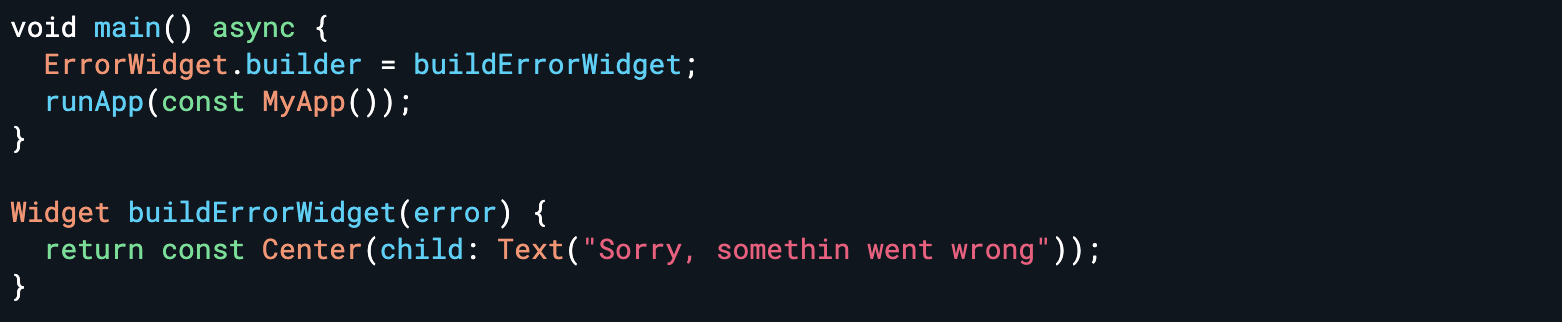 void main() async {
  ErrorWidget.builder = buildErrorWidget;
  runApp(const MyApp());
}

Widget buildErrorWidget(error) {
  return const Center(child: Text("Sorry, somethin went wrong"));
}